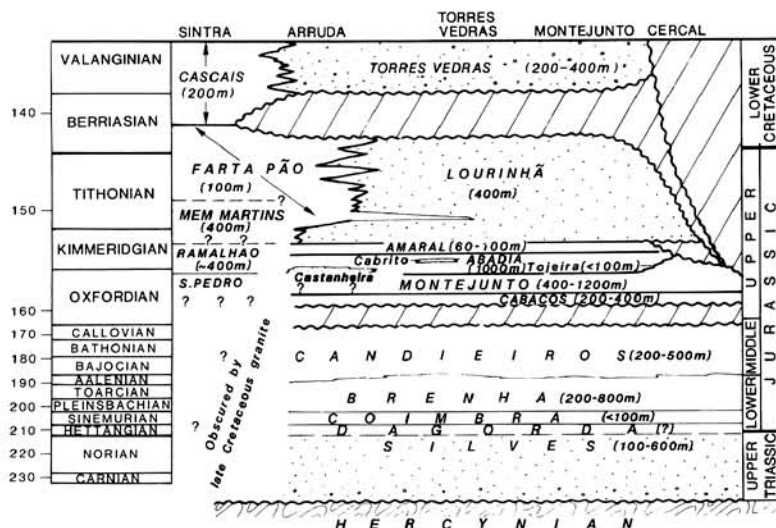 SINTRA ARRUDA TORRES VEDRAS MONTEJUNTO CERCAL
VALANGINIAN
CASCAIS
(200m)
TORRES VEDRAS (200-400m)
LOWER
CRETACEOUS
140
BERRIASIAN
FARTA PÃO
(100m)
?
LOURINHÃ
(400m)
TITHONIAN
150
MEM MARTINS
(400m)
? ?
KIMMERIDGIAN
RAMALHAO
(~400m)
AMARAL
Cabrito
ABADIA
(1000m) Tojeira (<100m)
Castanheira
S.PEDRO
? ? ?
? ?
OXFORDIAN
MONTEJUNTO (400-1200m)
CABAÇOS (200-400m)
UPPER
JURASSIC
160
170
CALLOVIAN
BATHONIAN
180
BAJOCIAN
?
CANDIEIROS (200-500m)
MIDDLE
AALENIAN
190
TOARCIAN
BRENHA (200-800m)
200
PLEINSBACHIAN
SINEMURIAN
COIMBRA (<100m)
LOWER
210
HETTANGIAN
?
DAGORDA (?)
Obscured by
late Cretaceous granite
220
NORIAN
SILVES (100-600m)
UPPER
TRIASSIC
230
CARNIAN
HERCYNIAN